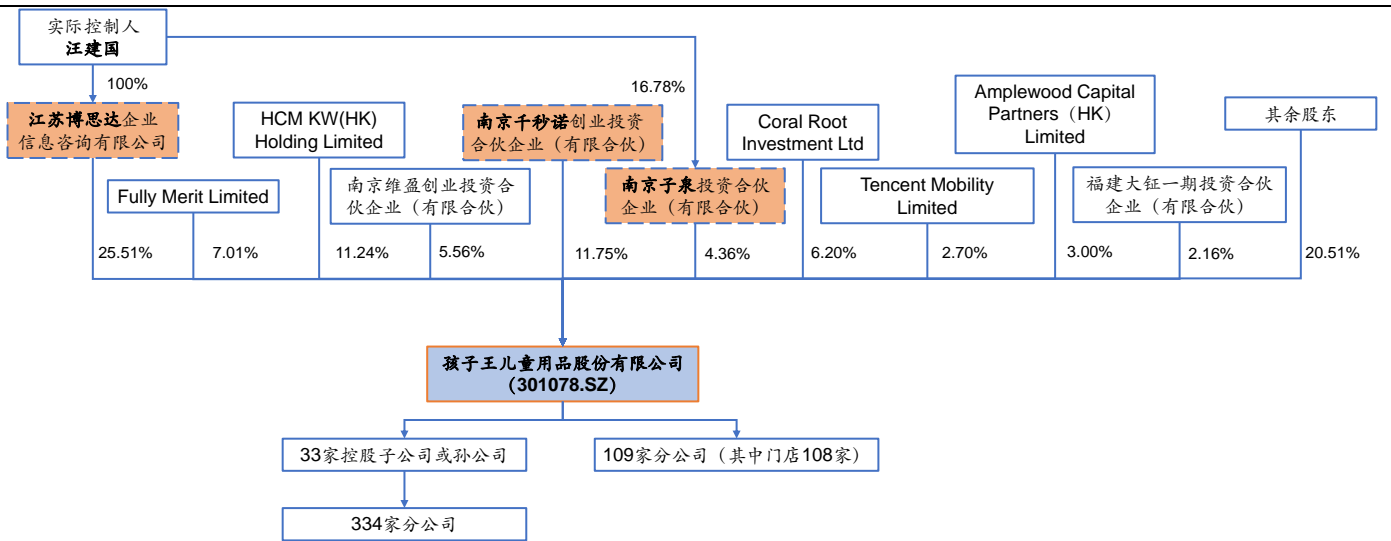 实际控制人
汪建国
100%
16.78%
江苏博思达企业
信息咨询有限公司
HCM KW(HK)
Holding Limited
南京千秒诺创业投资
合伙企业（有限合伙）
Coral Root
Investment Ltd
Amplewood Capital
Partners（HK）
Limited
其余股东
Fully Merit Limited
南京维盈创业投资合
伙企业（有限合伙）
南京子泉投资合伙
企业（有限合伙）
Tencent Mobility
Limited
福建大钲一期投资合伙
企业（有限合伙）
25.51%
7.01%
11.24%
5.56%
11.75%
4.36%
6.20%
2.70%
3.00%
2.16%
20.51%
孩子王儿童用品股份有限公司
（301078.SZ）
33家控股子公司或孙公司
109家分公司（其中门店108家）
334家分公司